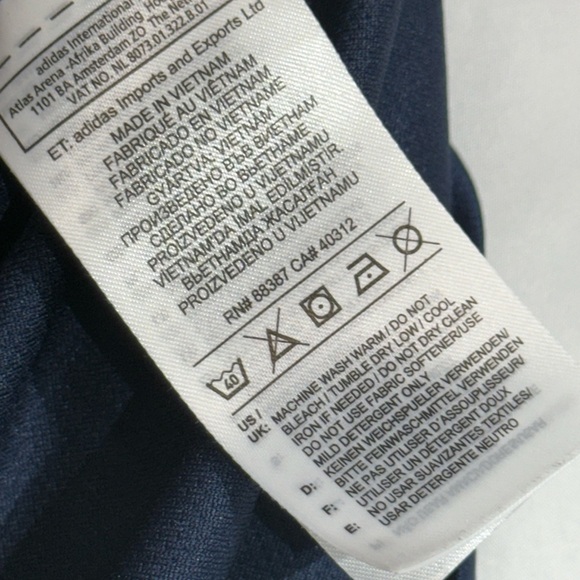 adidas International
Atlas Arena -Afrika Building
1101 BA Amsterdam ZO The Ne
VAT NO. NL 8073.01.322.B.01
ET: adidas Imports and Exports Ltd
MADE IN VIETNAM
FABRIQUÉ AU VIÊTNAM
FABRICADO EN VIETNAM
FABRICADO NO VIETNAME
GYÁRTVA: VIETNAM
ПРОИЗВЕДЕНО ВЪВ ВИЕТНАМ
СДЕЛАНО ВО ВЬЕТНАМЕ
PROIZVEDENO U VIJETNAMU
VIETNAM'DA İMAL EDİLMİŞTİR
ВЬЕТНАМДА ЖАСАЛҒАН
PROIZVEDENO U VIJETNAMU
RN# 88387 CA# 40312
40
US / UK: MACHINE WASH WARM / DO NOT
BLEACH / TUMBLE DRY LOW / COOL
IRON IF NEEDED / DO NOT DRY CLEAN
DO NOT USE FABRIC SOFTENER/USE
MILD DETERGENT ONLY
D: KEINEN WEICHSPÜLER VERWENDEN/
BITTE FEINWASCHMITTEL VERWENDEN
F: NE PAS UTILISER D'ASSOUPLISSEUR/
UTILISER UN DETERGENT DOUX
E: NO USAR SUAVIZANTES TEXTILES/
USAR DETERGENTE NEUTRO